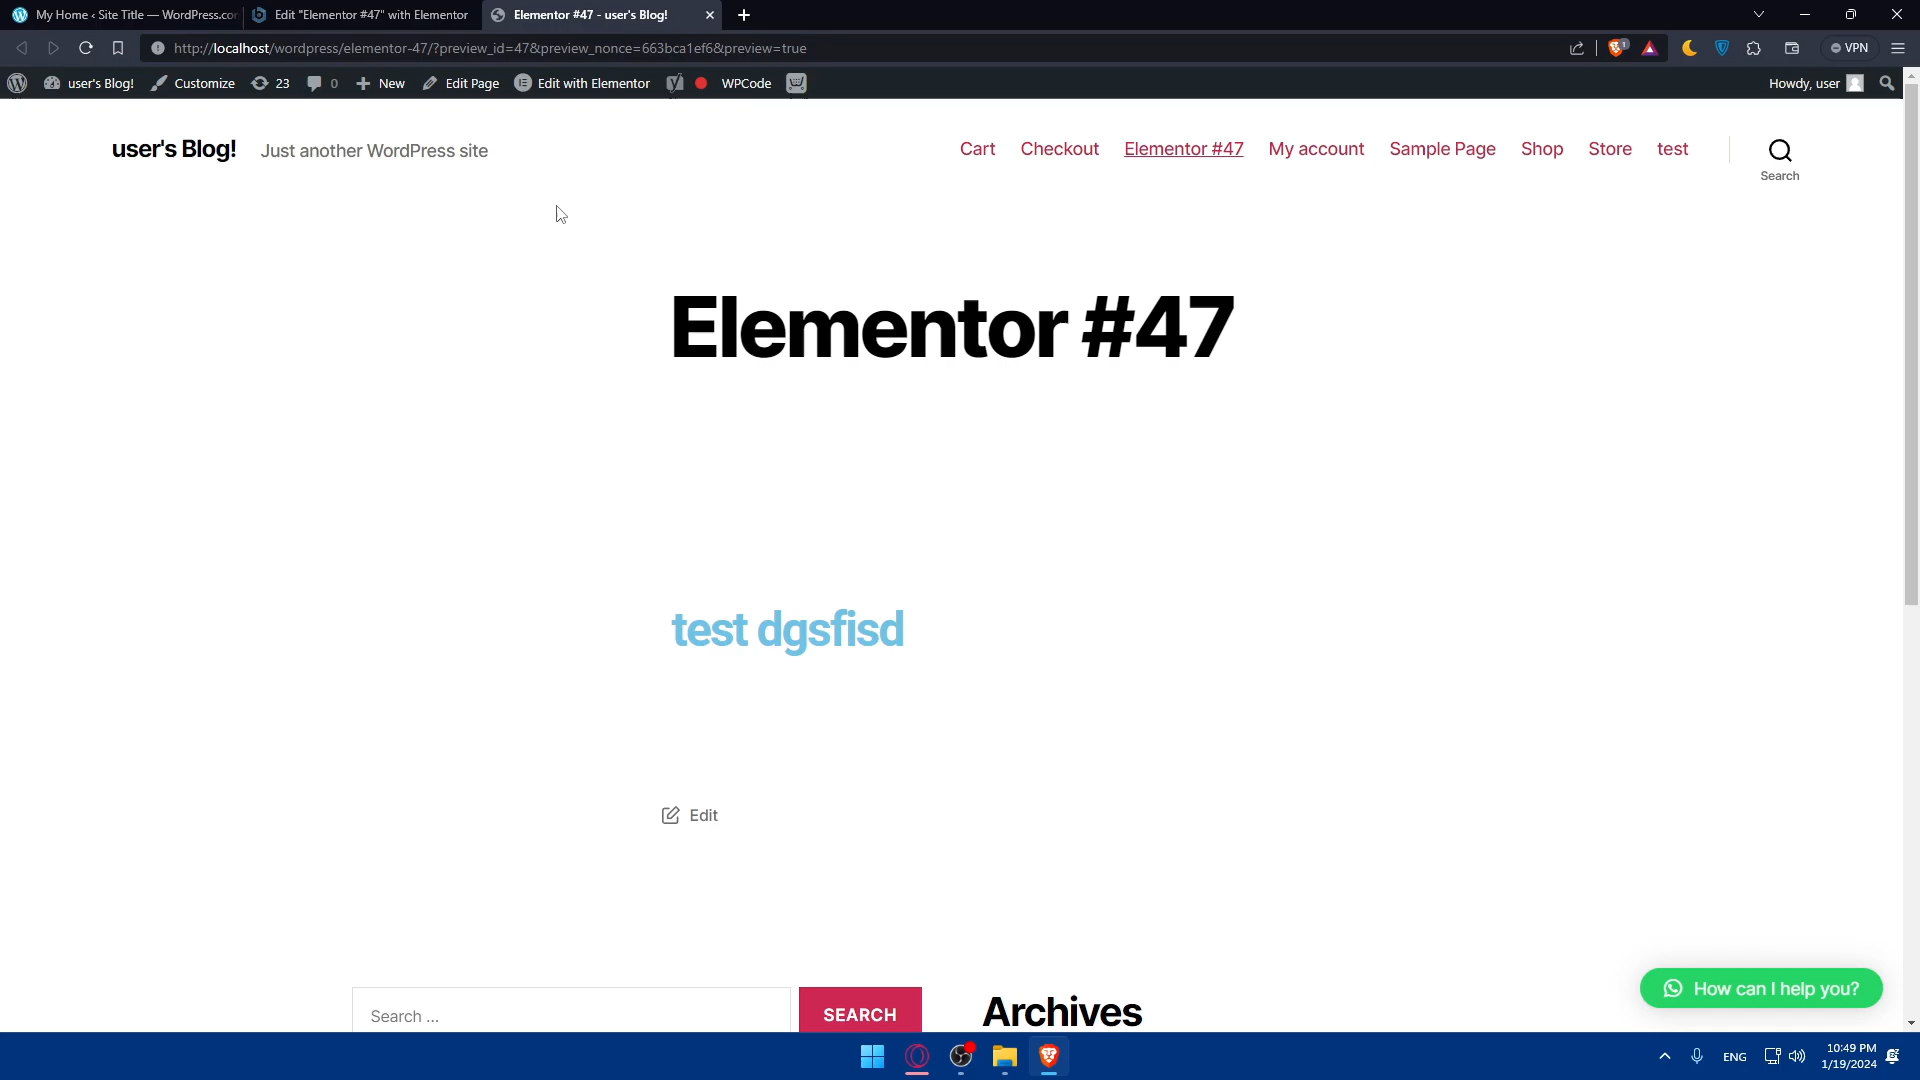 My Home ‹ Site Title — WordPress.cor
Edit "Elementor #47" with Elementor
Elementor #47 - user's Blog!
http://localhost/wordpress/elementor-47/?preview_id=47&preview_nonce=663bca1ef6&preview=true
1
VPN
user's Blog!
Customize
23
0
New
Edit Page
Edit with Elementor
WPCode
Howdy, user
user's Blog!
Just another WordPress site
Cart
Checkout
Elementor #47
My account
Sample Page
Shop
Store
test
Search
Elementor #47
test dgsfisd
Edit
How can I help you?
Search …
SEARCH
Archives
ENG
10:49 PM
1/19/2024